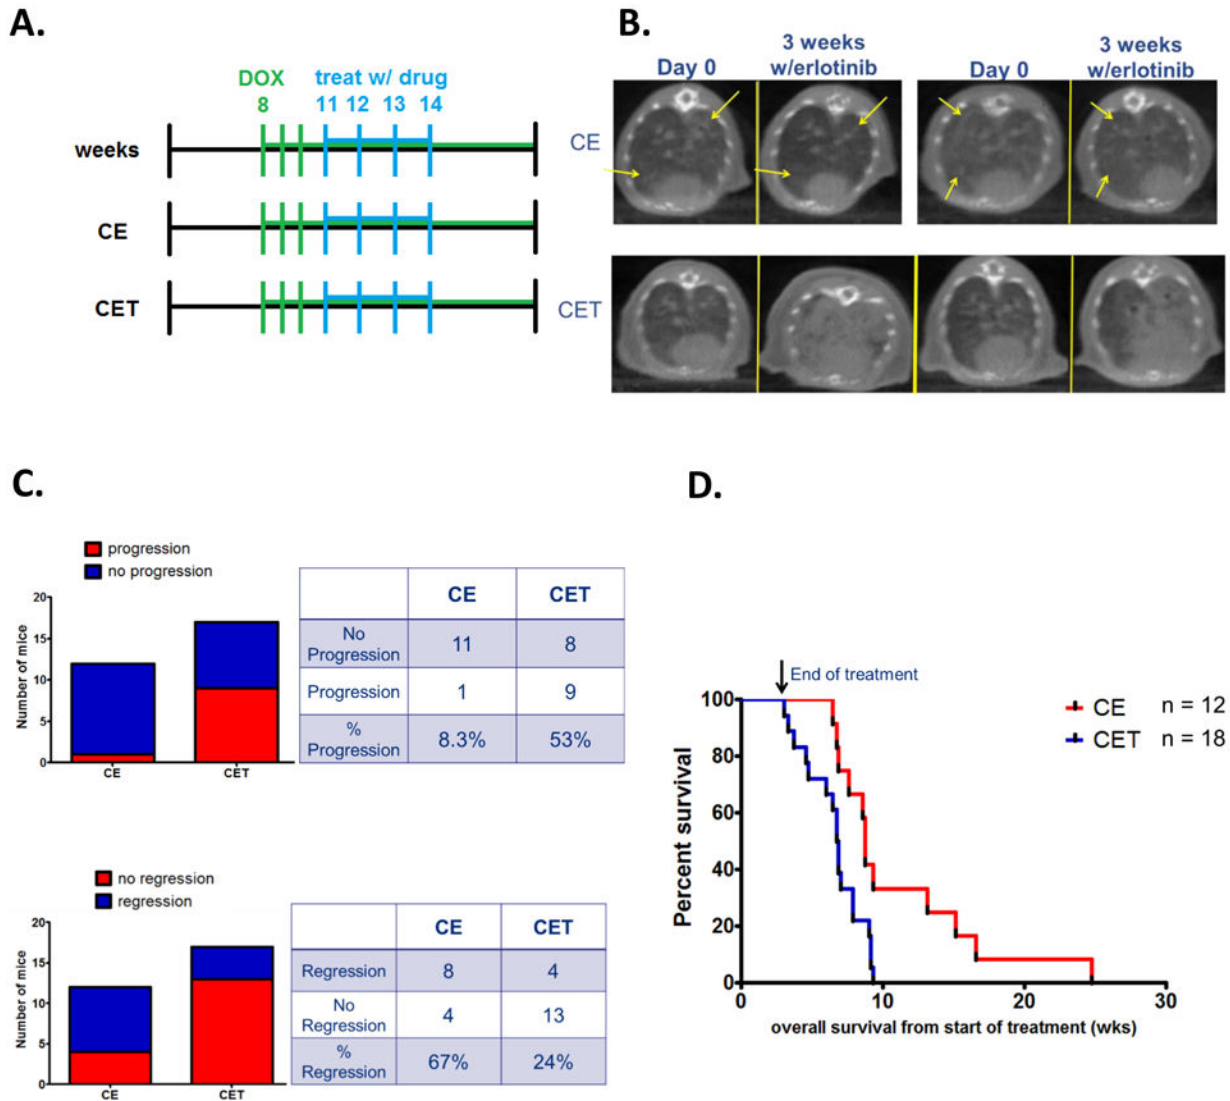 A.
DOX
treat w/ drug
8
11 12 13 14
weeks
CE
CET
B.
Day 0
3 weeks
w/erlotinib
Day 0
3 weeks
w/erlotinib
CE
CET
C.
progression
no progression
Number of mice
20
15
10
5
0
CE
CET
CE CET
No
Progression
11 8
Progression 1 9
%
Progression
8.3% 53%
no regression
regression
Number of mice
20
15
10
5
0
CE
CET
CE CET
Regression 8 4
No
Regression
4 13
%
Regression
67% 24%
D.
End of treatment
CE n = 12
CET n = 18
Percent survival
100
80
60
40
20
0
0 10 20 30
overall survival from start of treatment (wks)